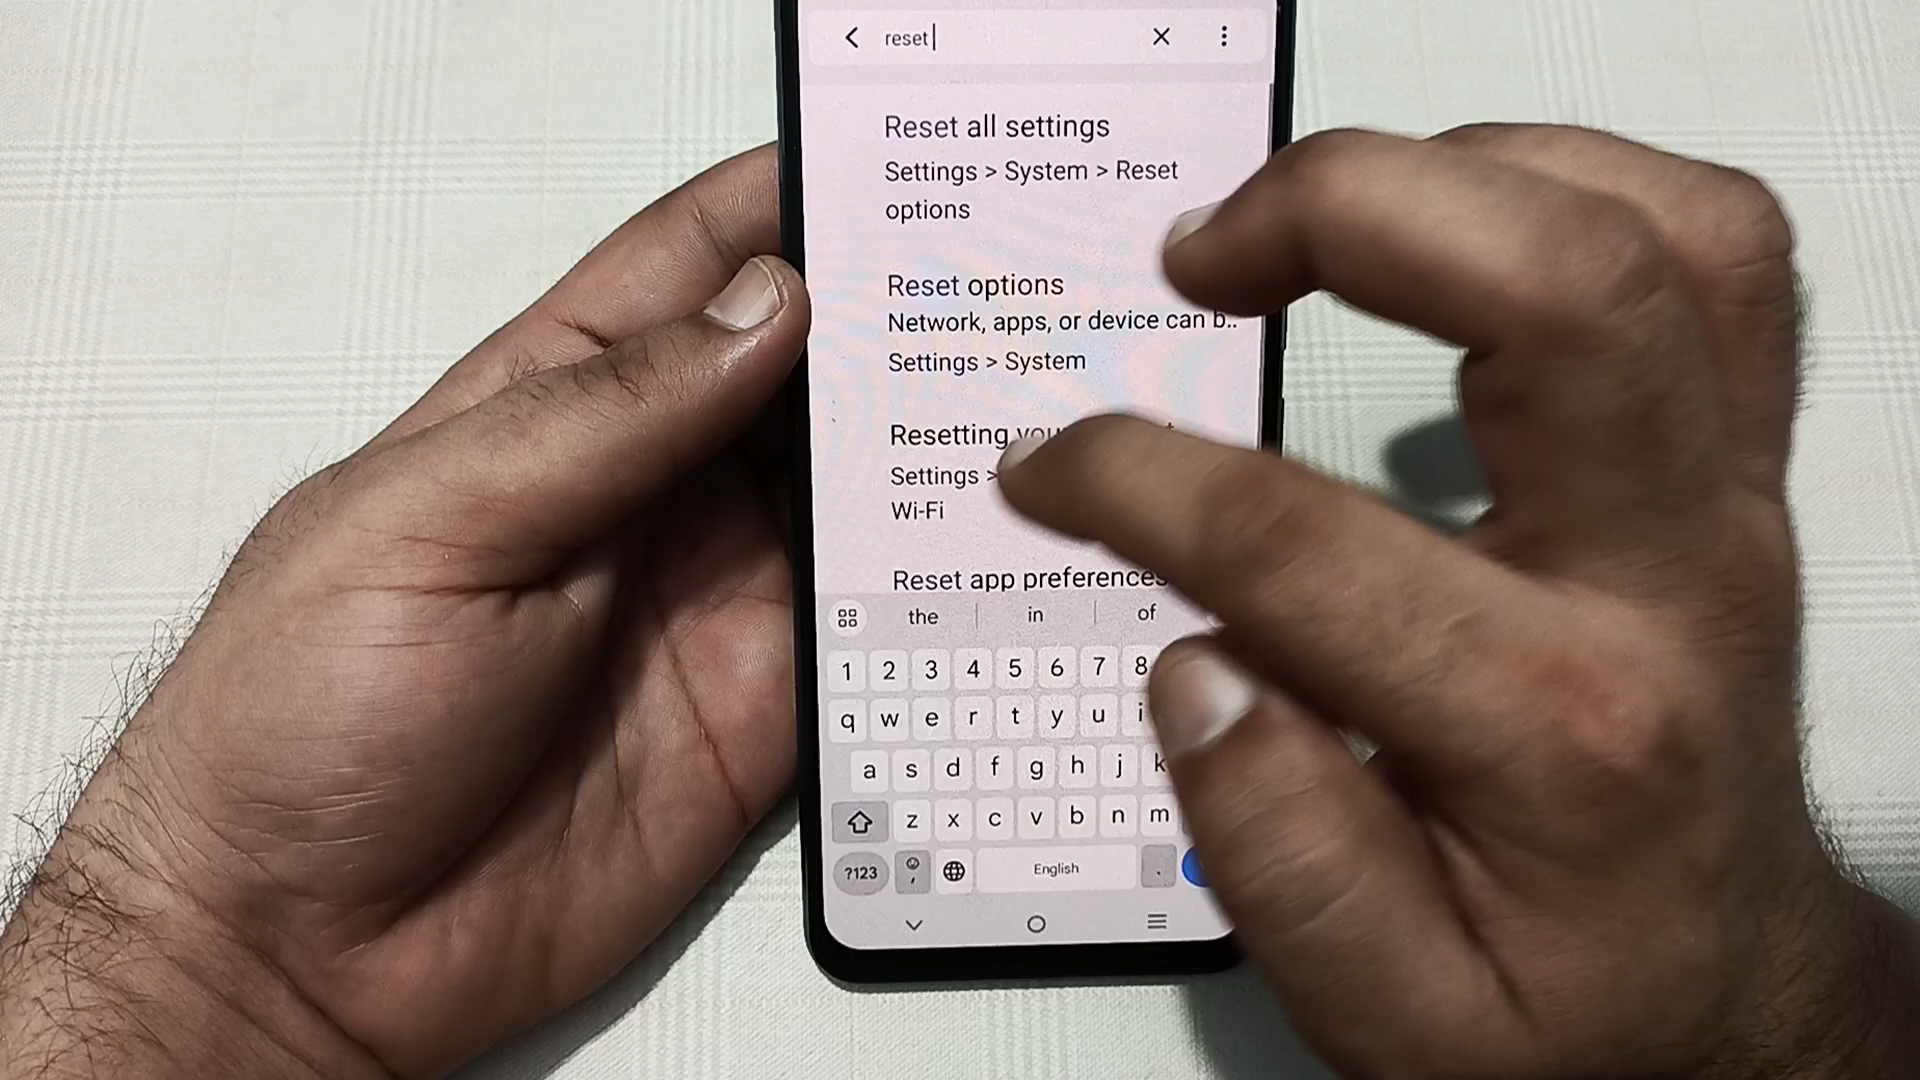 reset
Reset all settings
Settings > System > Reset
options
Reset options
Network, apps, or device can b..
Settings > System
Resetting
Settings >
Wi-Fi
Reset app preferences
the in of
1 2 3 4 5 6 7 8
q w e r t y u i
a s d f g h j k
z x c v b n m
?123 , English .